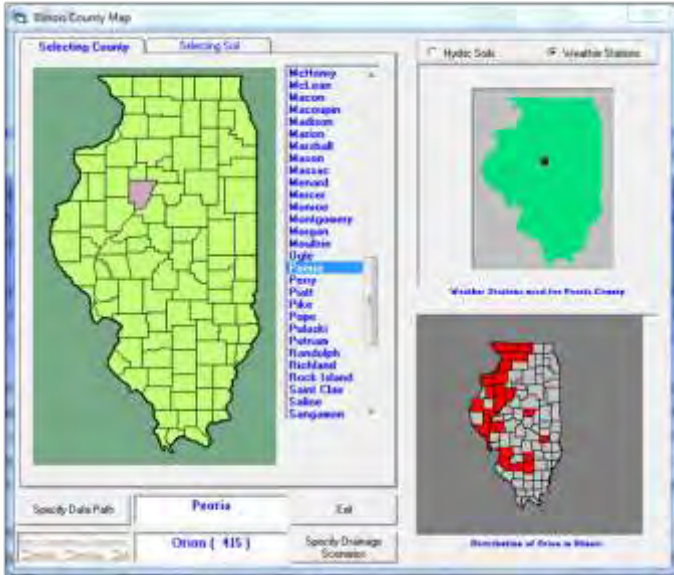 Illinois County Map
Selecting County
Selecting Soil
Hydric Soils
Weather Stations
McHenry
McLean
Macon
Macoupin
Madison
Marion
Marshall
Mason
Massac
Menard
Mercer
Monroe
Montgomery
Morgan
Moultrie
Ogle
Peoria
Perry
Piatt
Pike
Pope
Pulaski
Putnam
Randolph
Richland
Rock Island
Saint Clair
Saline
Sangamon
Weather Stations used for Peoria County
Specify Data Path
Peoria
Exit
Orion ( 415 )
Specify Drainage
Scenarios
Distribution of Orion in Illinois